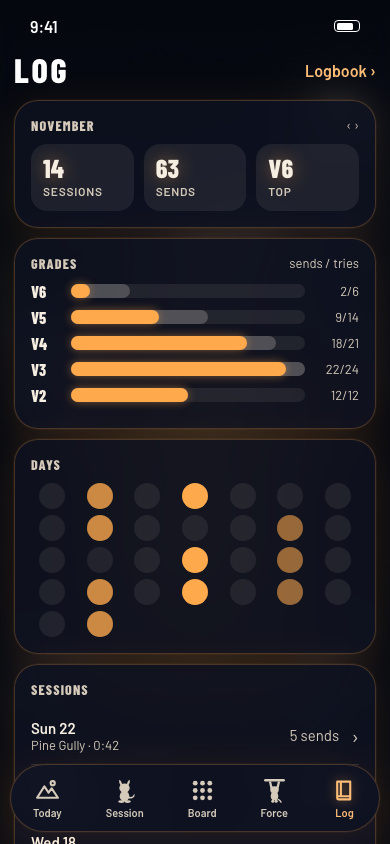 9:41
LOG
Logbook ›
NOVEMBER
‹ ›
14
SESSIONS
63
SENDS
V6
TOP
GRADES
sends / tries
V6
2/6
V5
9/14
V4
18/21
V3
22/24
V2
12/12
DAYS
SESSIONS
Sun 22
Pine Gully · 0:42
5 sends ›
Today
Session
Board
Force
Log
Wed 18